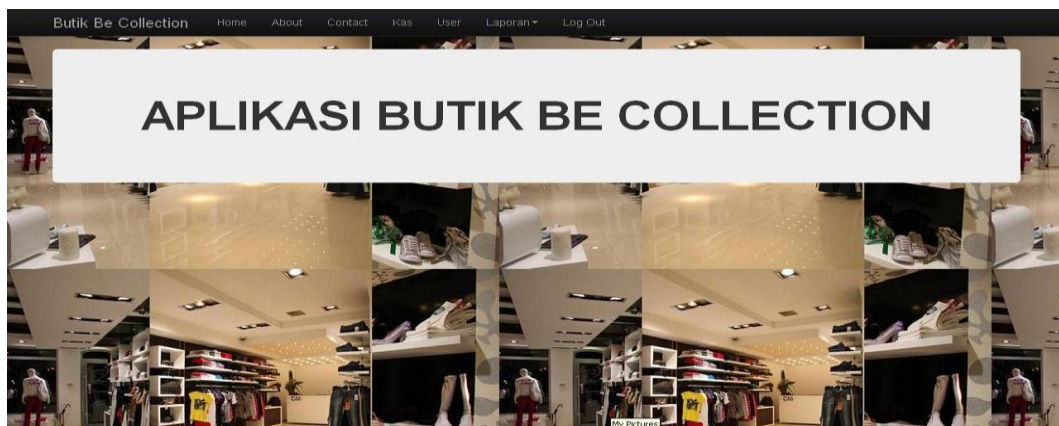 Butik Be Collection Home About Contact Kas User Laporan Log Out
APLIKASI BUTIK BE COLLECTION
My Pictures